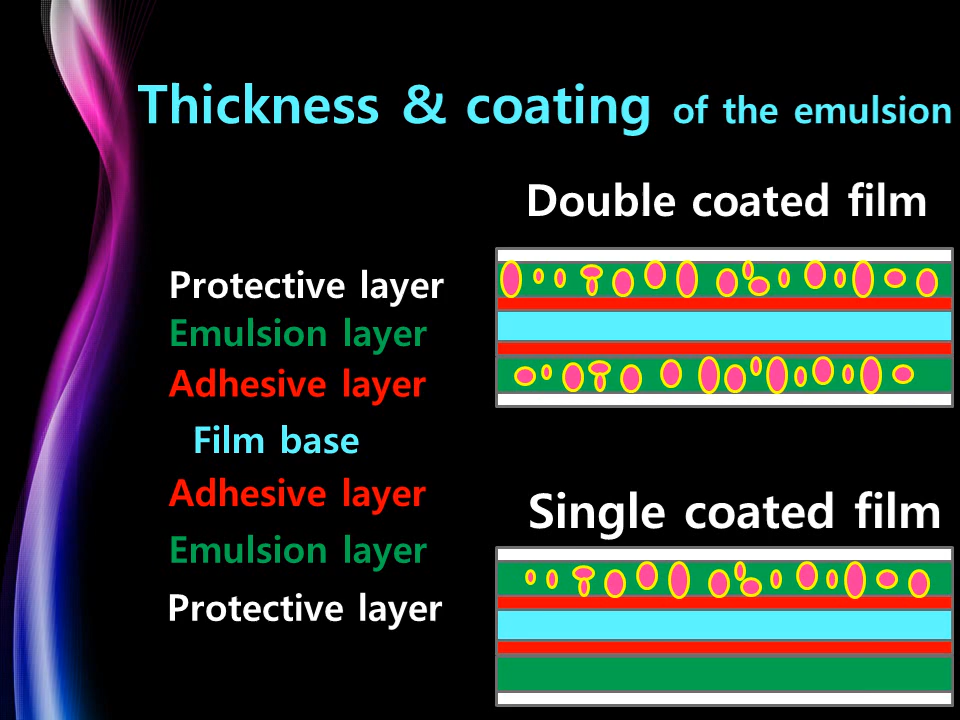 Thickness & coating of the emulsion
Double coated film
Protective layer
Emulsion layer
Adhesive layer
Film base
Adhesive layer
Emulsion layer
Protective layer
Single coated film